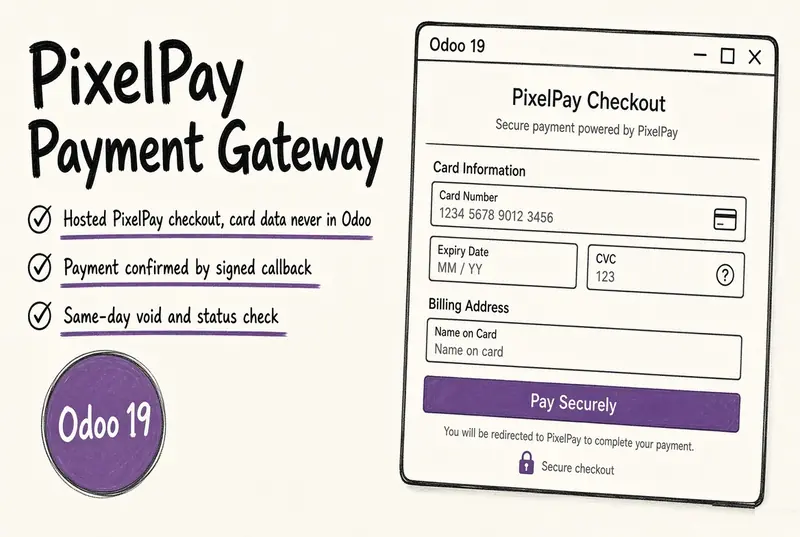 PixelPay
Payment Gateway
Hosted PixelPay checkout, card data never in Odoo
Payment confirmed by signed callback
Same-day void and status check
Odoo 19
Odoo 19
PixelPay Checkout
Secure payment powered by PixelPay
Card Information
Card Number
1234 5678 9012 3456
Expiry Date
MM / YY
CVC
123
?
Billing Address
Name on Card
Name on card
Pay Securely
You will be redirected to PixelPay to complete your payment.
Secure checkout